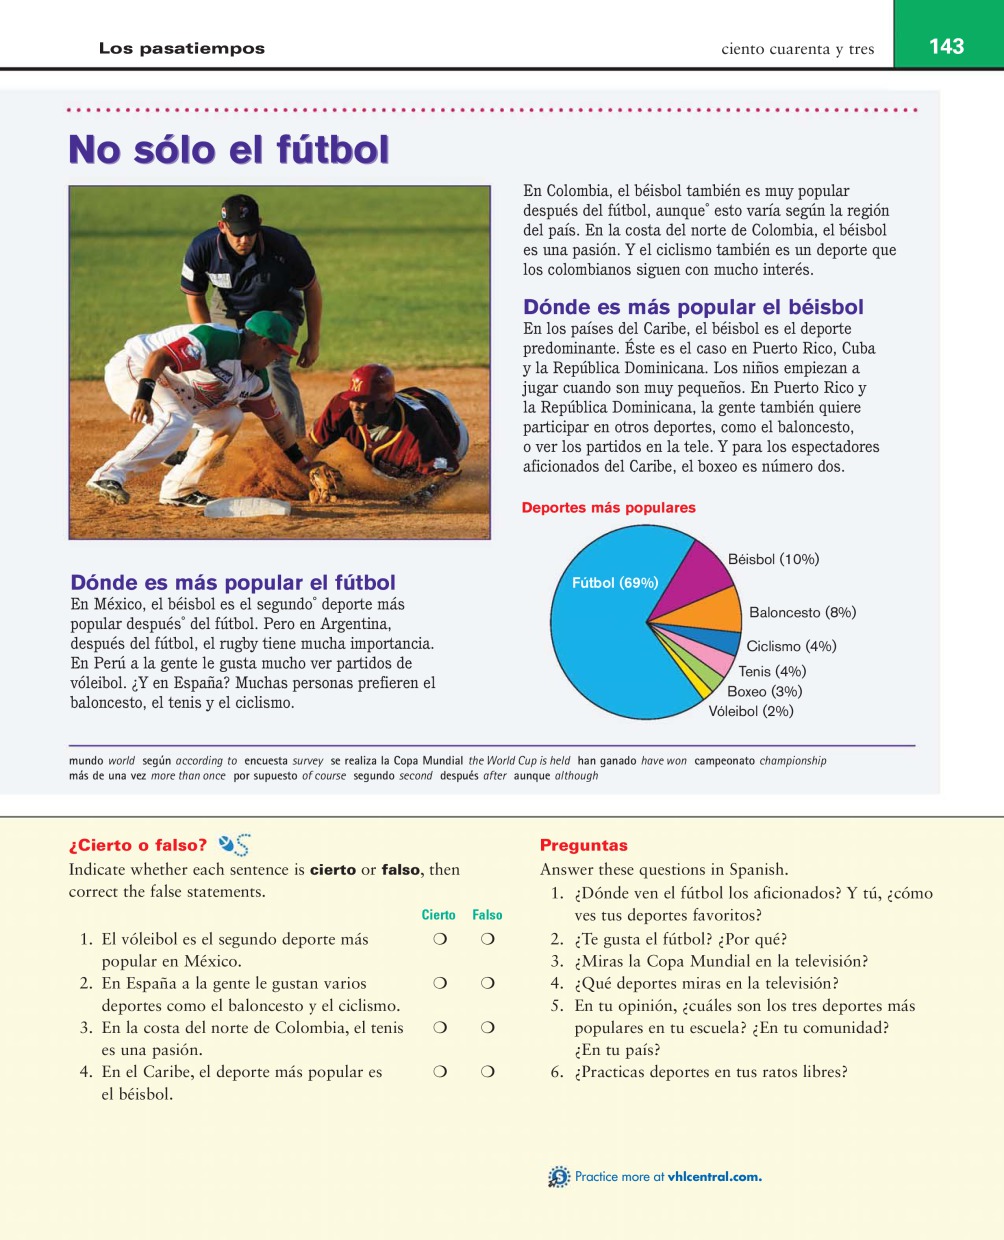 Los pasatiempos
ciento cuarenta y tres
143
No sólo el fútbol
En Colombia, el béisbol también es muy popular
después del fútbol, aunque° esto varía según la región
del país. En la costa del norte de Colombia, el béisbol
es una pasión. Y el ciclismo también es un deporte que
los colombianos siguen con mucho interés.
Dónde es más popular el béisbol
En los países del Caribe, el béisbol es el deporte
predominante. Éste es el caso en Puerto Rico, Cuba
y la República Dominicana. Los niños empiezan a
jugar cuando son muy pequeños. En Puerto Rico y
la República Dominicana, la gente también quiere
participar en otros deportes, como el baloncesto,
o ver los partidos en la tele. Y para los espectadores
aficionados del Caribe, el boxeo es número dos.
Dónde es más popular el fútbol
En México, el béisbol es el segundo° deporte más
popular después° del fútbol. Pero en Argentina,
después del fútbol, el rugby tiene mucha importancia.
En Perú a la gente le gusta mucho ver partidos de
vóleibol. ¿Y en España? Muchas personas prefieren el
baloncesto, el tenis y el ciclismo.
Deportes más populares
Fútbol (69%)
Béisbol (10%)
Baloncesto (8%)
Ciclismo (4%)
Tenis (4%)
Boxeo (3%)
Vóleibol (2%)
mundo world según according to encuesta survey se realiza la Copa Mundial the World Cup is held han ganado have won campeonato championship
más de una vez more than once por supuesto of course segundo second después after aunque although
¿Cierto o falso?
Indicate whether each sentence is cierto or falso, then
correct the false statements.
Cierto Falso
1. El vóleibol es el segundo deporte más
popular en México.
2. En España a la gente le gustan varios
deportes como el baloncesto y el ciclismo.
3. En la costa del norte de Colombia, el tenis
es una pasión.
4. En el Caribe, el deporte más popular es
el béisbol.
Preguntas
Answer these questions in Spanish.
1. ¿Dónde ven el fútbol los aficionados? Y tú, ¿cómo
ves tus deportes favoritos?
2. ¿Te gusta el fútbol? ¿Por qué?
3. ¿Miras la Copa Mundial en la televisión?
4. ¿Qué deportes miras en la televisión?
5. En tu opinión, ¿cuáles son los tres deportes más
populares en tu escuela? ¿En tu comunidad?
¿En tu país?
6. ¿Practicas deportes en tus ratos libres?
Practice more at vhlcentral.com.